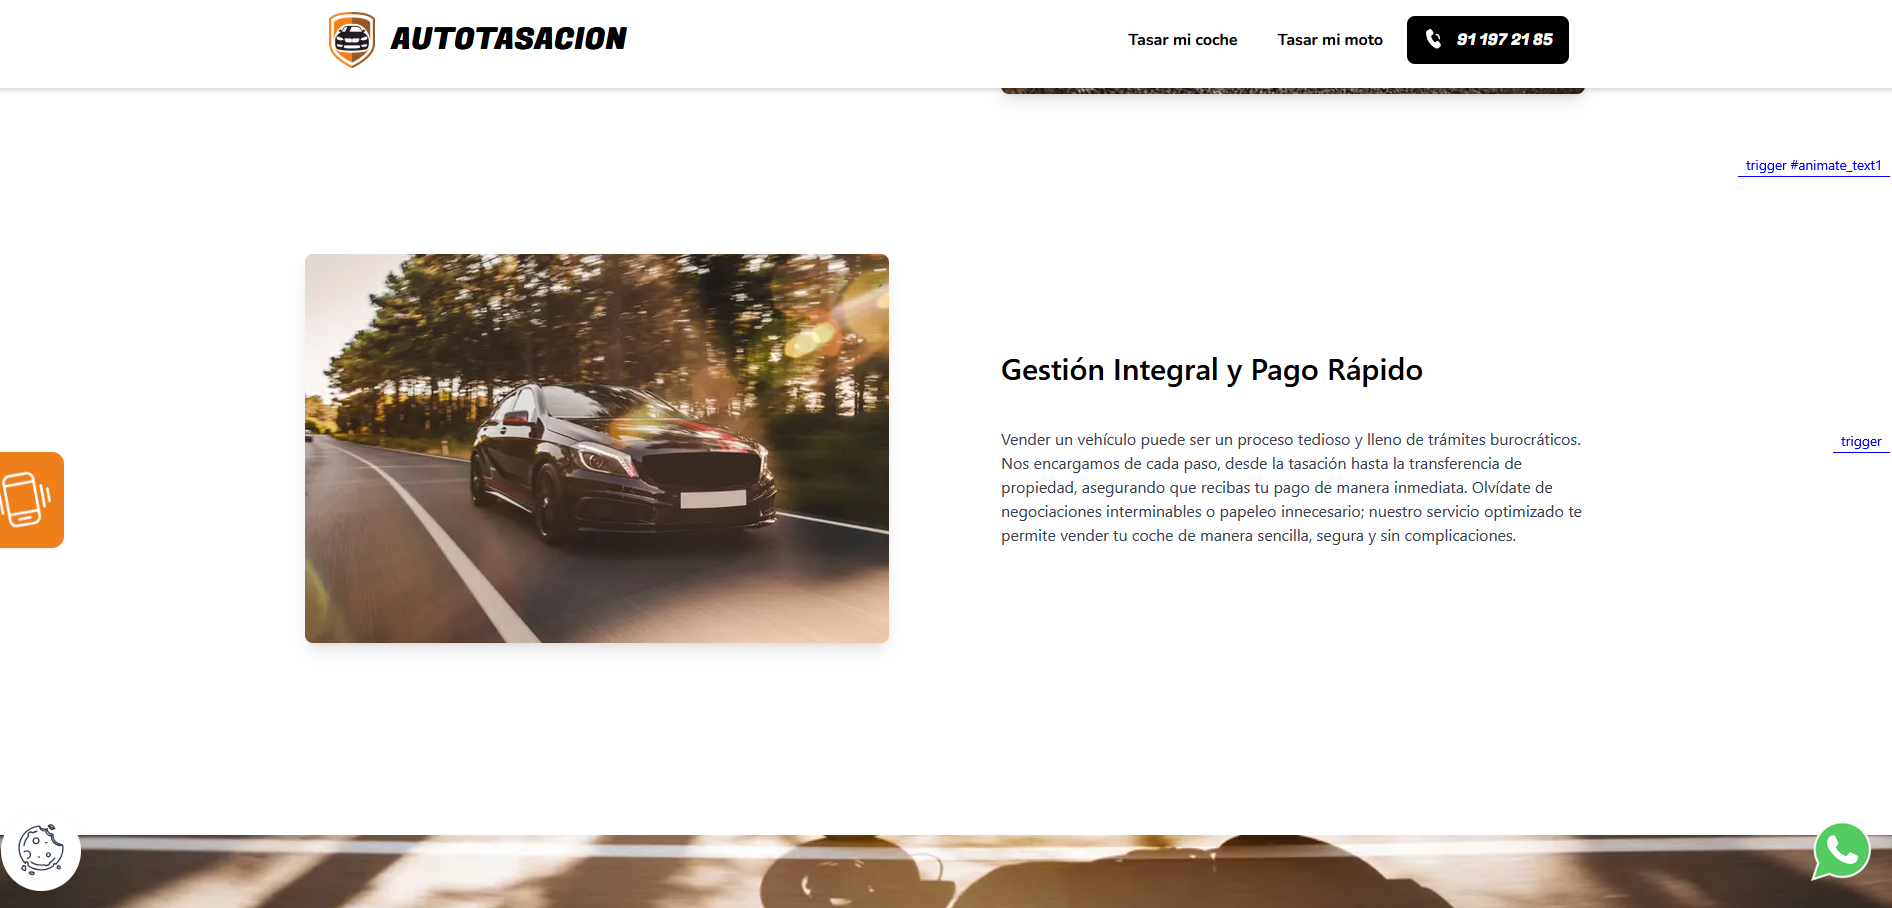 AUTOTASACION
Tasar mi coche
Tasar mi moto
91 197 21 85
trigger #animate_text1
Gestión Integral y Pago Rápido
Vender un vehículo puede ser un proceso tedioso y lleno de trámites burocráticos.
Nos encargamos de cada paso, desde la tasación hasta la transferencia de
propiedad, asegurando que recibas tu pago de manera inmediata. Olvídate de
negociaciones interminables o papeleo innecesario; nuestro servicio optimizado te
permite vender tu coche de manera sencilla, segura y sin complicaciones.
trigger